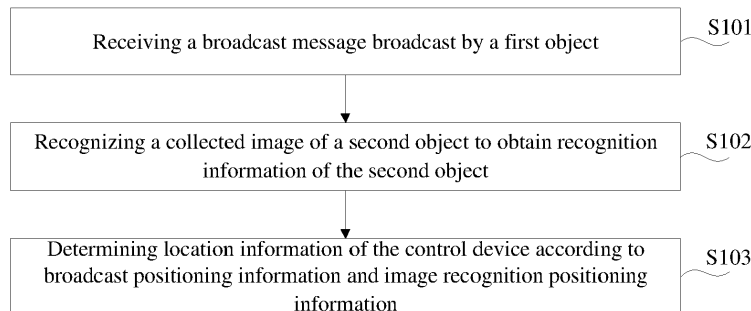 Receiving a broadcast message broadcast by a first object
S101
Recognizing a collected image of a second object to obtain recognition
information of the second object
S102
Determining location information of the control device according to
broadcast positioning information and image recognition positioning
information
S103